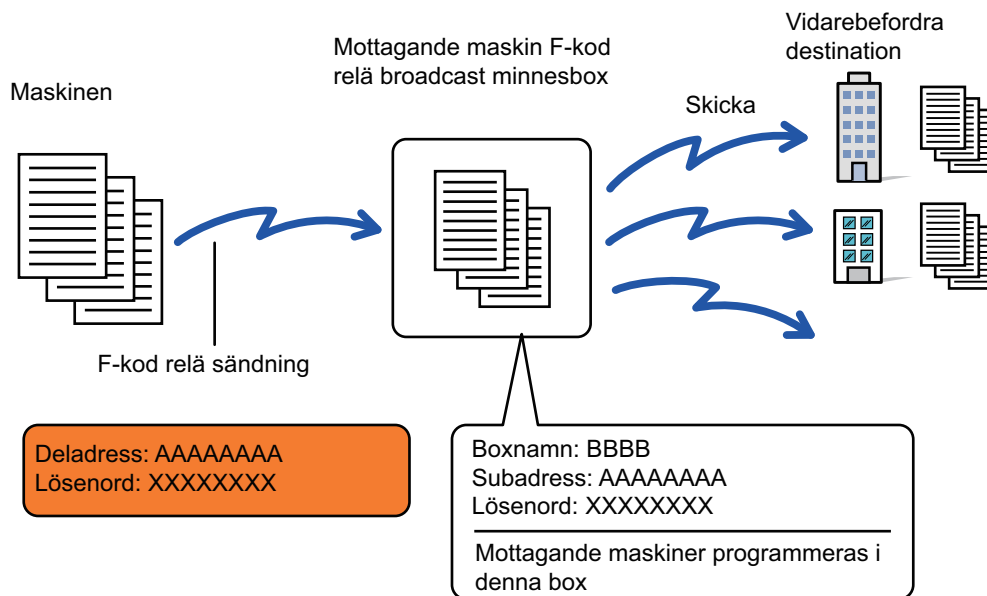 Maskinen
Mottagande maskin F-kod
relä broadcast minnesbox
Vidarebefordra
destination
Skicka
F-kod relä sändning
Deladress: AAAAAAAA
Lösenord: XXXXXXXX
Boxnamn: BBBB
Subadress: AAAAAAAA
Lösenord: XXXXXXXX
Mottagande maskiner programmeras i
denna box